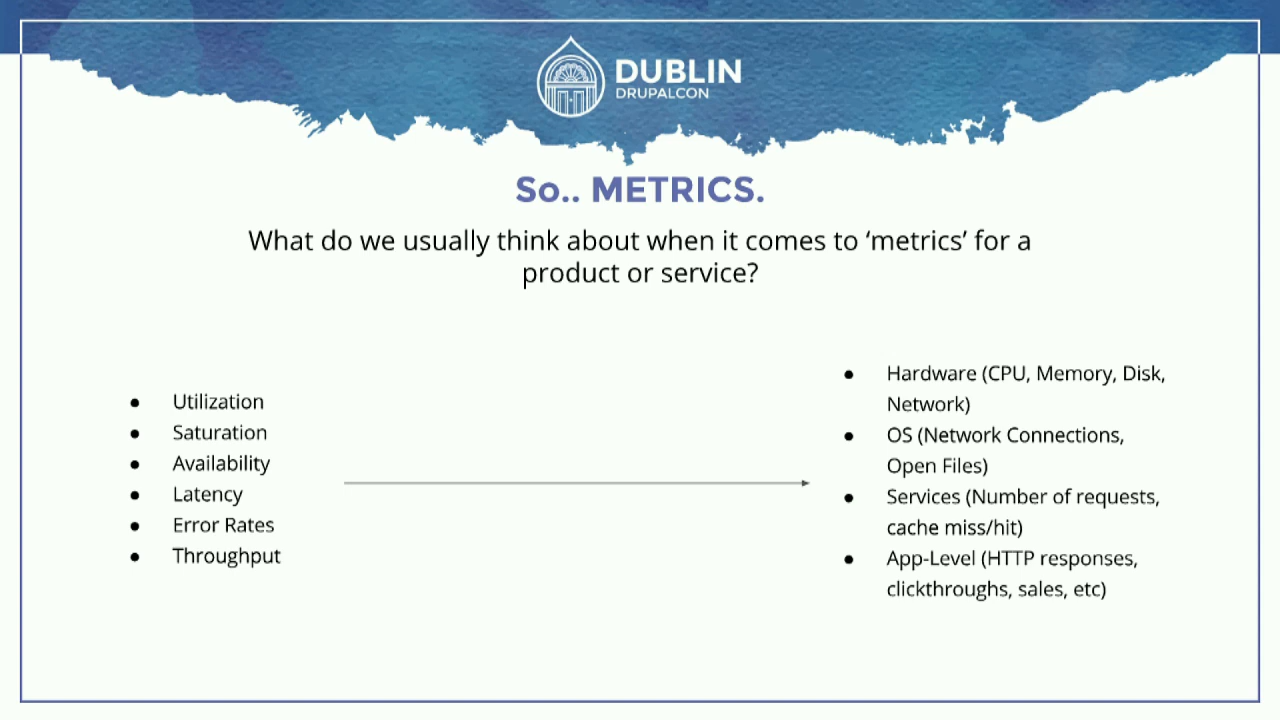 DUBLIN
DRUPALCON
So.. METRICS.
What do we usually think about when it comes to ‘metrics’ for a
product or service?
● Utilization
● Saturation
● Availability
● Latency
● Error Rates
● Throughput
● Hardware (CPU, Memory, Disk,
Network)
● OS (Network Connections,
Open Files)
● Services (Number of requests,
cache miss/hit)
● App-Level (HTTP responses,
clickthroughs, sales, etc)